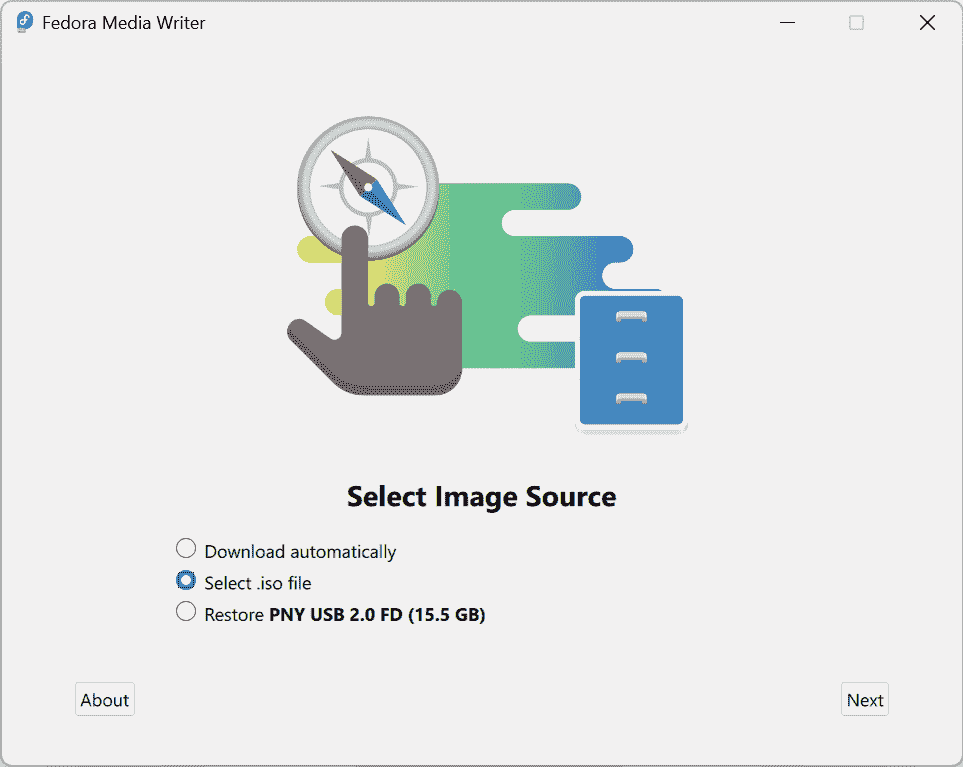 Fedora Media Writer
Select Image Source
Download automatically
Select .iso file
Restore PNY USB 2.0 FD (15.5 GB)
About
Next